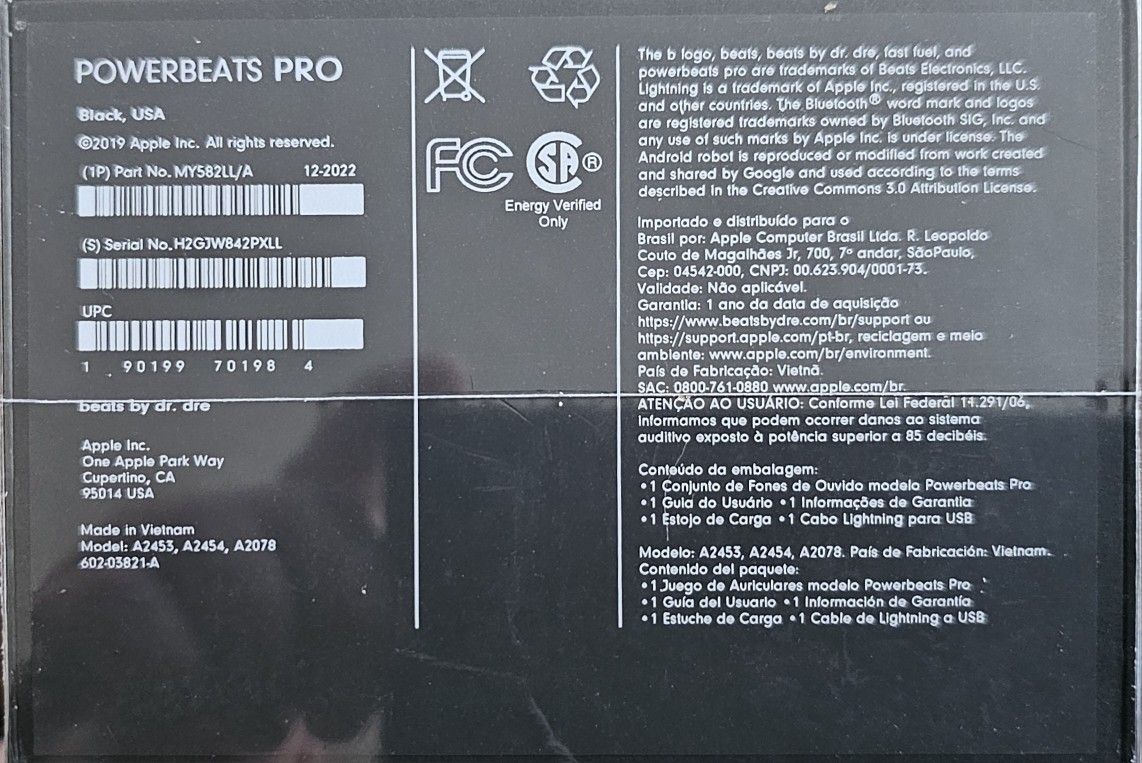 POWERBEATS PRO
Black, USA
©2019 Apple Inc. All rights reserved.
(1P) Part No. MY582LL/A 12-2022
(S) Serial No. H2GJW842PXLL
UPC
1 90199 70198 4
beats by dr. dre
Apple Inc.
One Apple Park Way
Cupertino, CA
95014 USA
Made in Vietnam
Model: A2453, A2454, A2078
602-03821-A
FC
SA®
Energy Verified
Only
The b logo, beats, beats by dr. dre, fast fuel, and
powerbeats pro are trademarks of Beats Electronics, LLC.
Lightning is a trademark of Apple Inc., registered in the U.S.
and other countries. The Bluetooth® word mark and logos
are registered trademarks owned by Bluetooth SIG, Inc. and
any use of such marks by Apple Inc. is under license. The
Android robot is reproduced or modified from work created
and shared by Google and used according to the terms
described in the Creative Commons 3.0 Attribution License.
Importado e distribuído para o
Brasil por: Apple Computer Brasil Ltda. R. Leopoldo
Couto de Magalhães Jr, 700, 7º andar, SãoPaulo,
Cep: 04542-000, CNPJ: 00.623.904/0001-73.
Validade: Não aplicável.
Garantia: 1 ano da data de aquisição
https://www.beatsbydre.com/br/support ou
https://support.apple.com/pt-br, reciclagem e meio
ambiente: www.apple.com/br/environment.
País de Fabricação: Vietnã.
SAC: 0800-761-0880 www.apple.com/br.
ATENÇÃO AO USUÁRIO: Conforme Lei Federal 11.291/06,
informamos que podem ocorrer danos ao sistema
auditivo exposto à potência superior a 85 decibéis.
Conteúdo da embalagem:
• 1 Conjunto de Fones de Ouvido modelo Powerbeats Pro
• 1 Guia do Usuário • 1 Informações de Garantia
• 1 Estojo de Carga • 1 Cabo Lightning para USB
Modelo: A2453, A2454, A2078. País de Fabricación: Vietnam.
Contenido del paquete:
• 1 Juego de Auriculares modelo Powerbeats Pro
• 1 Guía del Usuario • 1 Información de Garantía
• 1 Estuche de Carga • 1 Cable de Lightning a USB